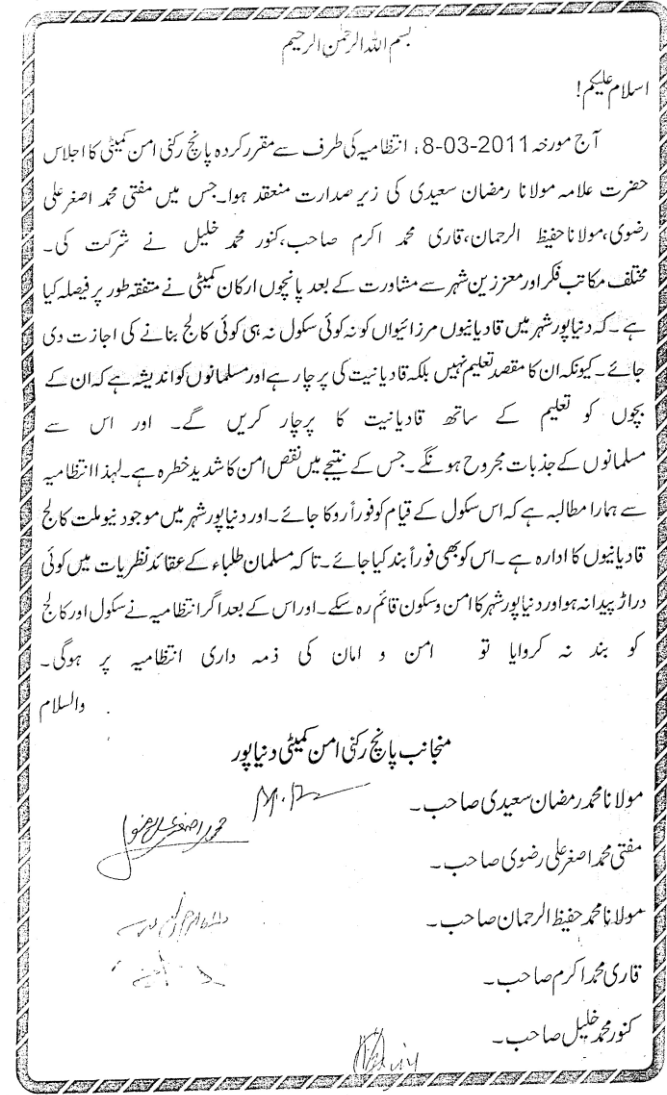 بسم اللہ الرحمٰن الرحیم
اسلام علیکم!
آج مورخہ 2011-03-8، انتظامیہ کی طرف سے مقرر کردہ پانچ رکنی امن کمیٹی کا اجلاس
حضرت علامہ مولانا رمضان سعیدی کی زیر صدارت منعقد ہوا۔ جس میں مفتی محمد اصغر علی
رضوی، مولانا حفیظ الرحمان، قاری محمد اکرم صاحب، کنور محمد خلیل نے شرکت کی۔
مختلف مکاتب فکر اور معززین شہر سے مشاورت کے بعد پانچوں ارکان کمیٹی نے متفقہ طور پر فیصلہ کیا
ہے۔ کہ دنیاپور شہر میں قادیانیوں مرزائیواں کو نہ کوئی سکول نہ ہی کوئی کالج بنانے کی اجازت دی
جائے۔ کیونکہ ان کا مقصد تعلیم نہیں بلکہ قادیانیت کی پرچار ہے اور مسلمانوں کو اندیشہ ہے کہ ان کے
بچوں کو تعلیم کے ساتھ قادیانیت کا پرچار کریں گے۔ اور اس سے
مسلمانوں کے جذبات مجروح ہونگے۔ جس کے نتیجے میں نقص امن کا شدید خطرہ ہے۔ لہذا انتظامیہ
سے ہمارا مطالبہ ہے کہ اس سکول کے قیام کو فوراً روکا جائے۔ اور دنیاپور شہر میں موجود نیو ملت کالج
قادیانیوں کا ادارہ ہے۔ اس کو بھی فوراً بند کیا جائے۔ تاکہ مسلمان طلباء کے عقائد نظریات میں کوئی
دراڑ پیدا نہ ہو اور دنیاپور شہر کا امن و سکون قائم رہ سکے۔ اور اس کے بعد اگر انتظامیہ نے سکول اور کالج
کو بند نہ کروایا تو امن و امان کی ذمہ داری انتظامیہ پر ہوگی۔
والسلام
منجانب پانچ رکنی امن کمیٹی دنیاپور
مولانا محمد رمضان سعیدی صاحب۔
مفتی محمد اصغر علی رضوی صاحب۔
مولانا محمد حفیظ الرحمان صاحب۔
قاری محمد اکرم صاحب۔
کنور محمد خلیل صاحب۔